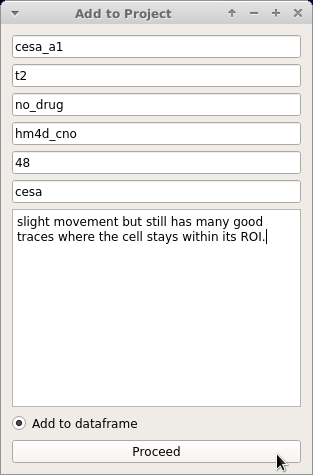 Add to Project
cesa_a1
t2
no_drug
hm4d_cno
48
cesa
slight movement but still has many good
traces where the cell stays within its ROI.
Add to dataframe
Proceed